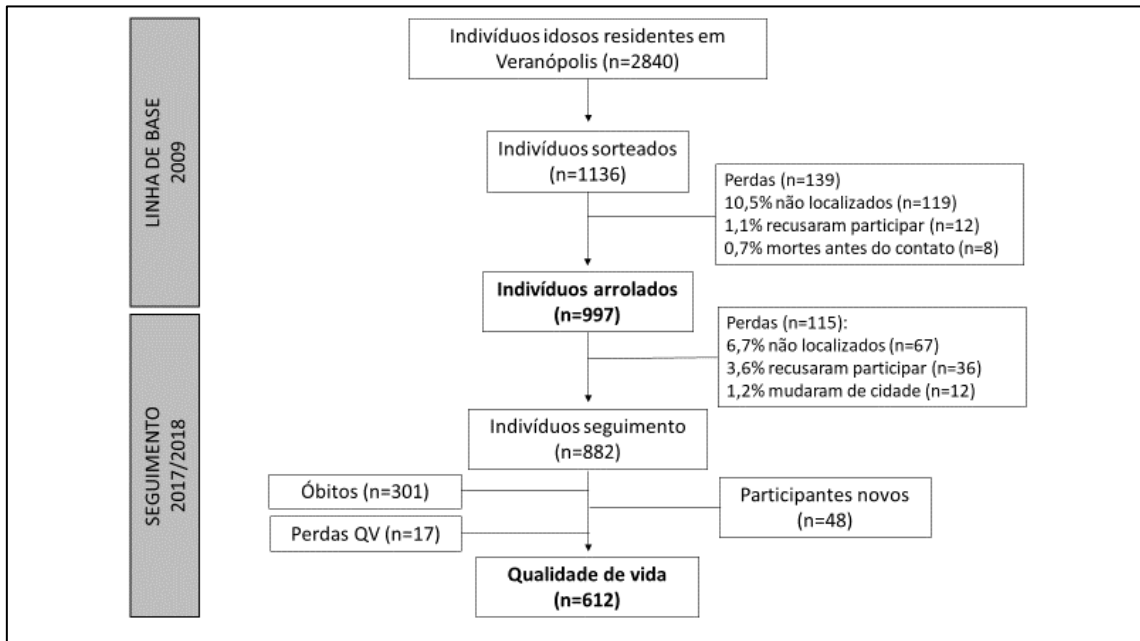 LINHA DE BASE
2009
Indivíduos idosos residentes em
Veranópolis (n=2840)
Indivíduos sorteados
(n=1136)
Perdas (n=139)
10,5% não localizados (n=119)
1,1% recusaram participar (n=12)
0,7% mortes antes do contato (n=8)
Indivíduos arrolados
(n=997)
SEGUIMENTO
2017/2018
Perdas (n=115):
6,7% não localizados (n=67)
3,6% recusaram participar (n=36)
1,2% mudaram de cidade (n=12)
Indivíduos seguimento
(n=882)
Óbitos (n=301)
Participantes novos
(n=48)
Perdas QV (n=17)
Qualidade de vida
(n=612)